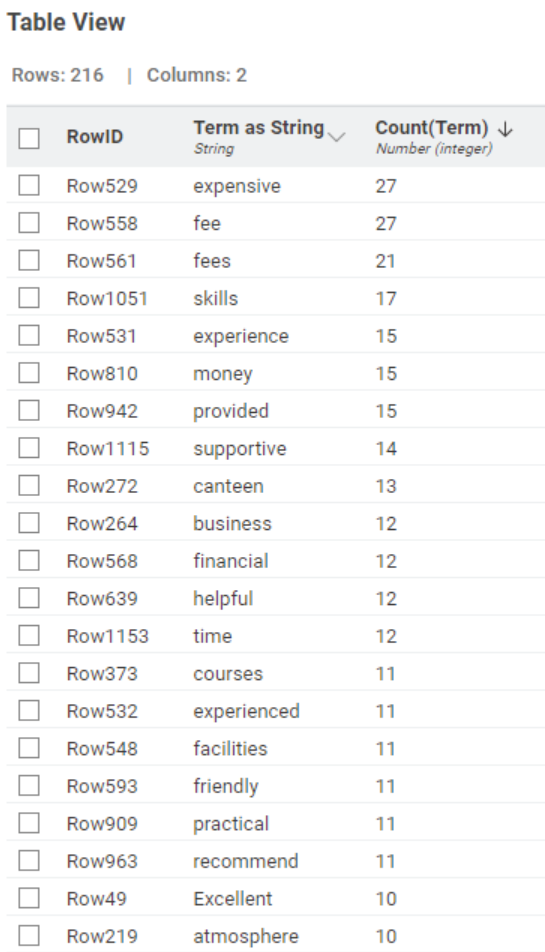 Table View
Rows: 216 | Columns: 2
RowID Term as String Count(Term) ↓
String Number (integer)
Row529 expensive 27
Row558 fee 27
Row561 fees 21
Row1051 skills 17
Row531 experience 15
Row810 money 15
Row942 provided 15
Row1115 supportive 14
Row272 canteen 13
Row264 business 12
Row568 financial 12
Row639 helpful 12
Row1153 time 12
Row373 courses 11
Row532 experienced 11
Row548 facilities 11
Row593 friendly 11
Row909 practical 11
Row963 recommend 11
Row49 Excellent 10
Row219 atmosphere 10